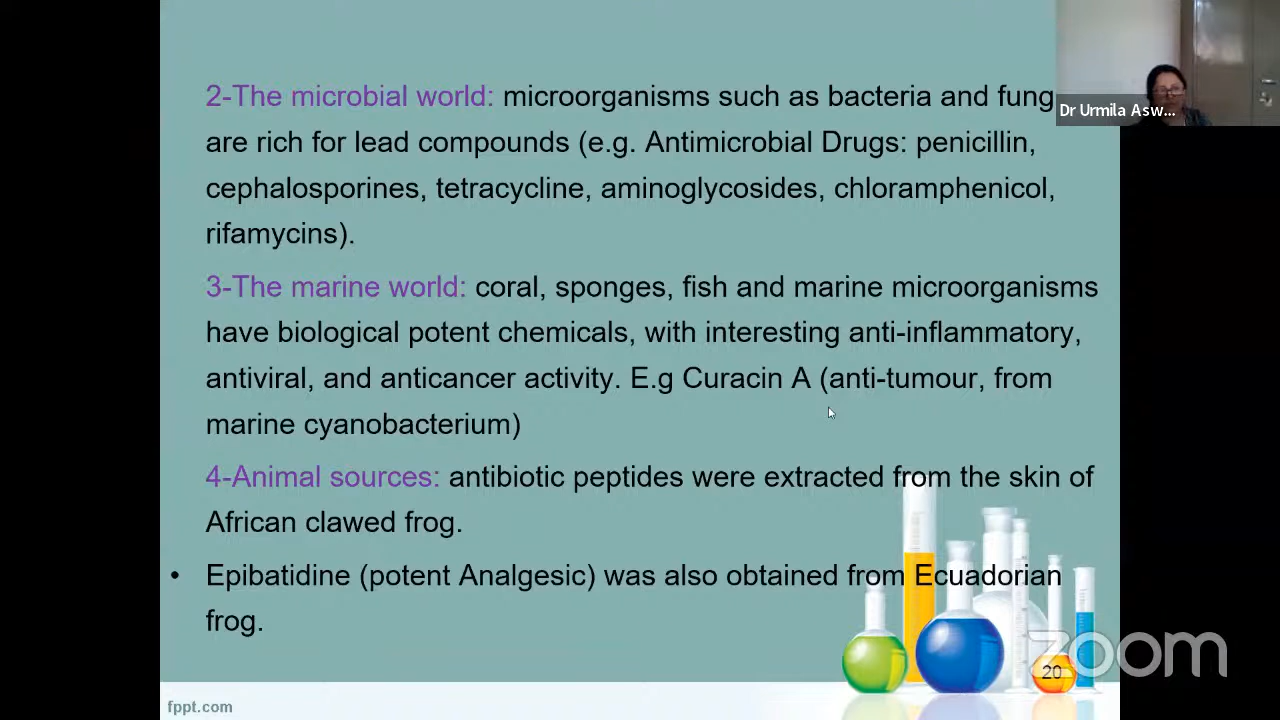 2-The microbial world: microorganisms such as bacteria and fung
are rich for lead compounds (e.g. Antimicrobial Drugs: penicillin,
cephalosporines, tetracycline, aminoglycosides, chloramphenicol,
rifamycins).
3-The marine world: coral, sponges, fish and marine microorganisms
have biological potent chemicals, with interesting anti-inflammatory,
antiviral, and anticancer activity. E.g Curacin A (anti-tumour, from
marine cyanobacterium)
4-Animal sources: antibiotic peptides were extracted from the skin of
African clawed frog.
• Epibatidine (potent Analgesic) was also obtained from Ecuadorian
frog.
Dr Urmila Asw...
20
zoom
fppt.com